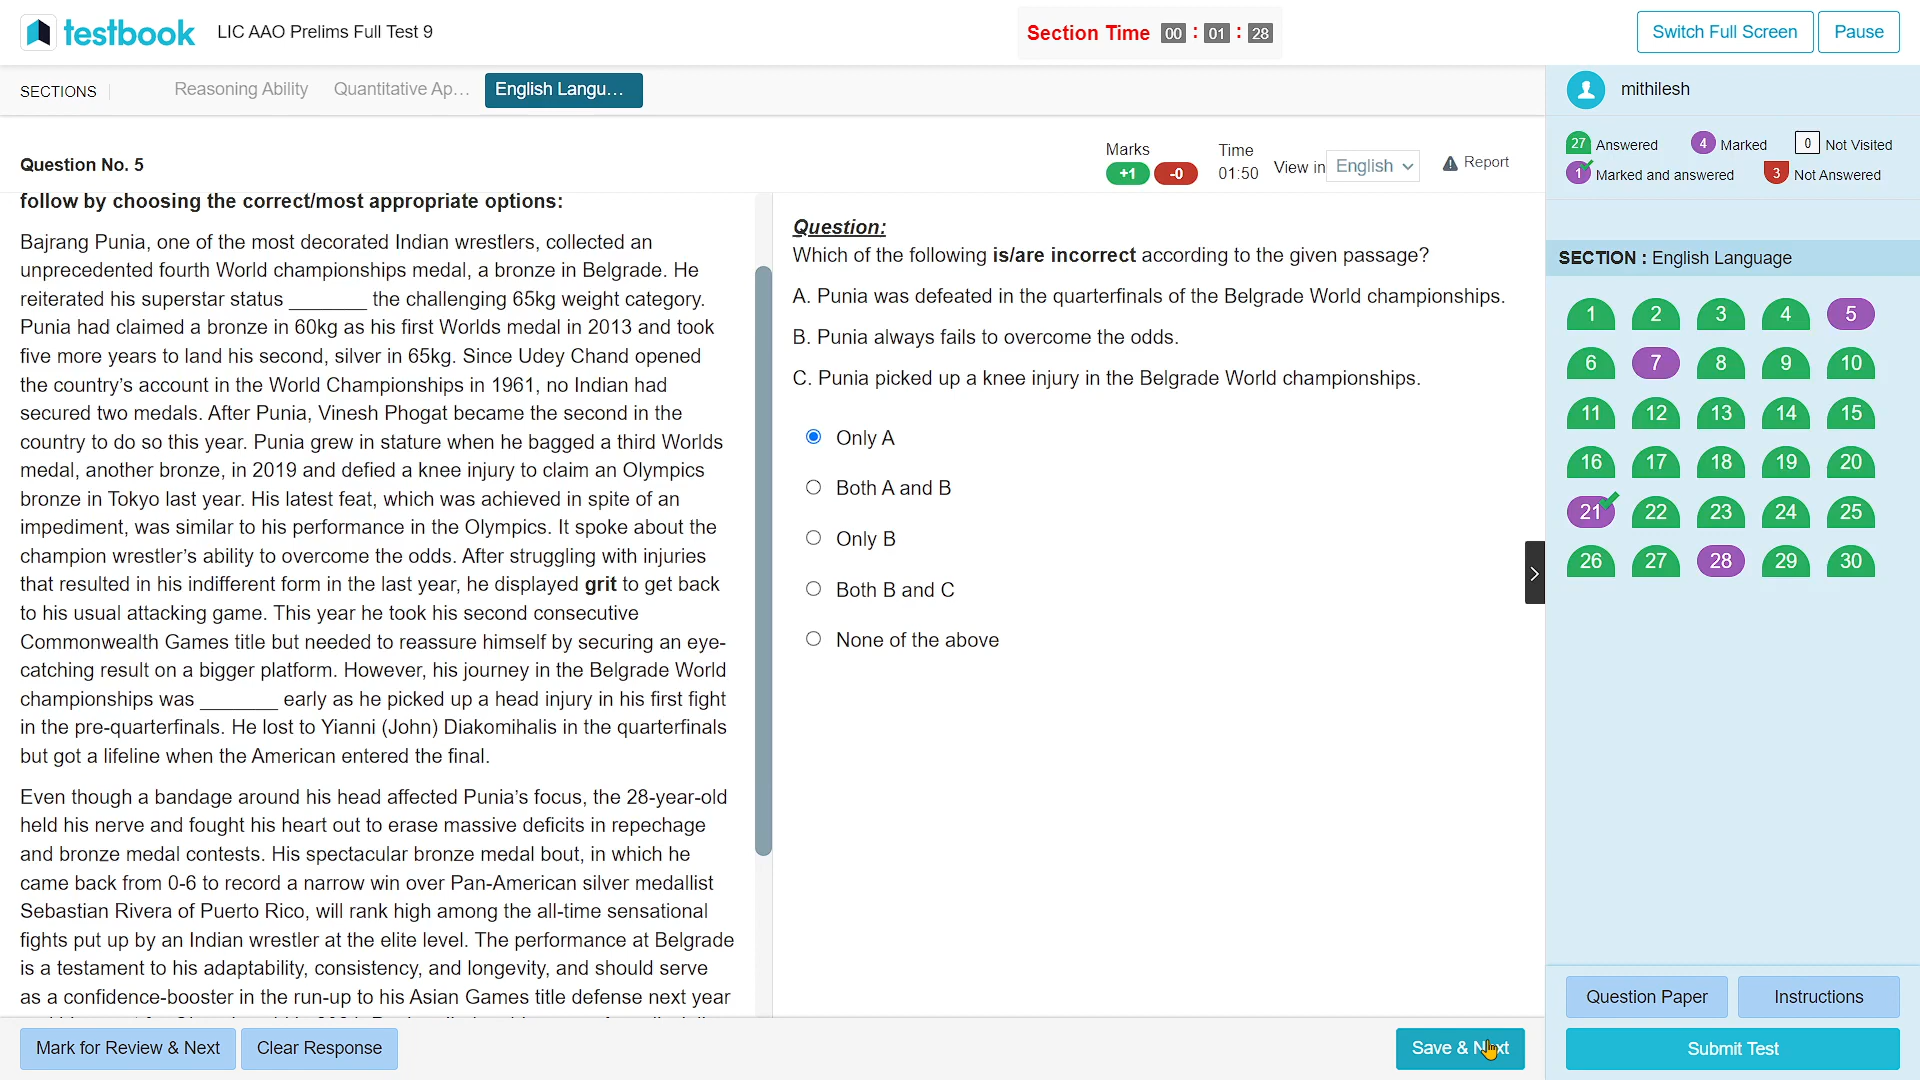 testbook LIC AAO Prelims Full Test 9 Section Time 00 : 01 : 28 Switch Full Screen Pause
SECTIONS Reasoning Ability Quantitative Ap... English Langu... mithilesh
27 Answered 4 Marked 0 Not Visited
1 Marked and answered 3 Not Answered
Question No. 5 Marks +1 -0 Time 01:50 View in English Report
follow by choosing the correct/most appropriate options:
Bajrang Punia, one of the most decorated Indian wrestlers, collected an
unprecedented fourth World championships medal, a bronze in Belgrade. He
reiterated his superstar status _______ the challenging 65kg weight category.
Punia had claimed a bronze in 60kg as his first Worlds medal in 2013 and took
five more years to land his second, silver in 65kg. Since Udey Chand opened
the country's account in the World Championships in 1961, no Indian had
secured two medals. After Punia, Vinesh Phogat became the second in the
country to do so this year. Punia grew in stature when he bagged a third Worlds
medal, another bronze, in 2019 and defied a knee injury to claim an Olympics
bronze in Tokyo last year. His latest feat, which was achieved in spite of an
impediment, was similar to his performance in the Olympics. It spoke about the
champion wrestler's ability to overcome the odds. After struggling with injuries
that resulted in his indifferent form in the last year, he displayed grit to get back
to his usual attacking game. This year he took his second consecutive
Commonwealth Games title but needed to reassure himself by securing an eye-
catching result on a bigger platform. However, his journey in the Belgrade World
championships was _______ early as he picked up a head injury in his first fight
in the pre-quarterfinals. He lost to Yianni (John) Diakomihalis in the quarterfinals
but got a lifeline when the American entered the final.
Even though a bandage around his head affected Punia's focus, the 28-year-old
held his nerve and fought his heart out to erase massive deficits in repechage
and bronze medal contests. His spectacular bronze medal bout, in which he
came back from 0-6 to record a narrow win over Pan-American silver medallist
Sebastian Rivera of Puerto Rico, will rank high among the all-time sensational
fights put up by an Indian wrestler at the elite level. The performance at Belgrade
is a testament to his adaptability, consistency, and longevity, and should serve
as a confidence-booster in the run-up to his Asian Games title defense next year
Question:
Which of the following is/are incorrect according to the given passage?
A. Punia was defeated in the quarterfinals of the Belgrade World championships.
B. Punia always fails to overcome the odds.
C. Punia picked up a knee injury in the Belgrade World championships.
Only A
Both A and B
Only B
Both B and C
None of the above
SECTION : English Language
1 2 3 4 5
6 7 8 9 10
11 12 13 14 15
16 17 18 19 20
21 22 23 24 25
26 27 28 29 30
Question Paper Instructions
Mark for Review & Next Clear Response Save & Next Submit Test